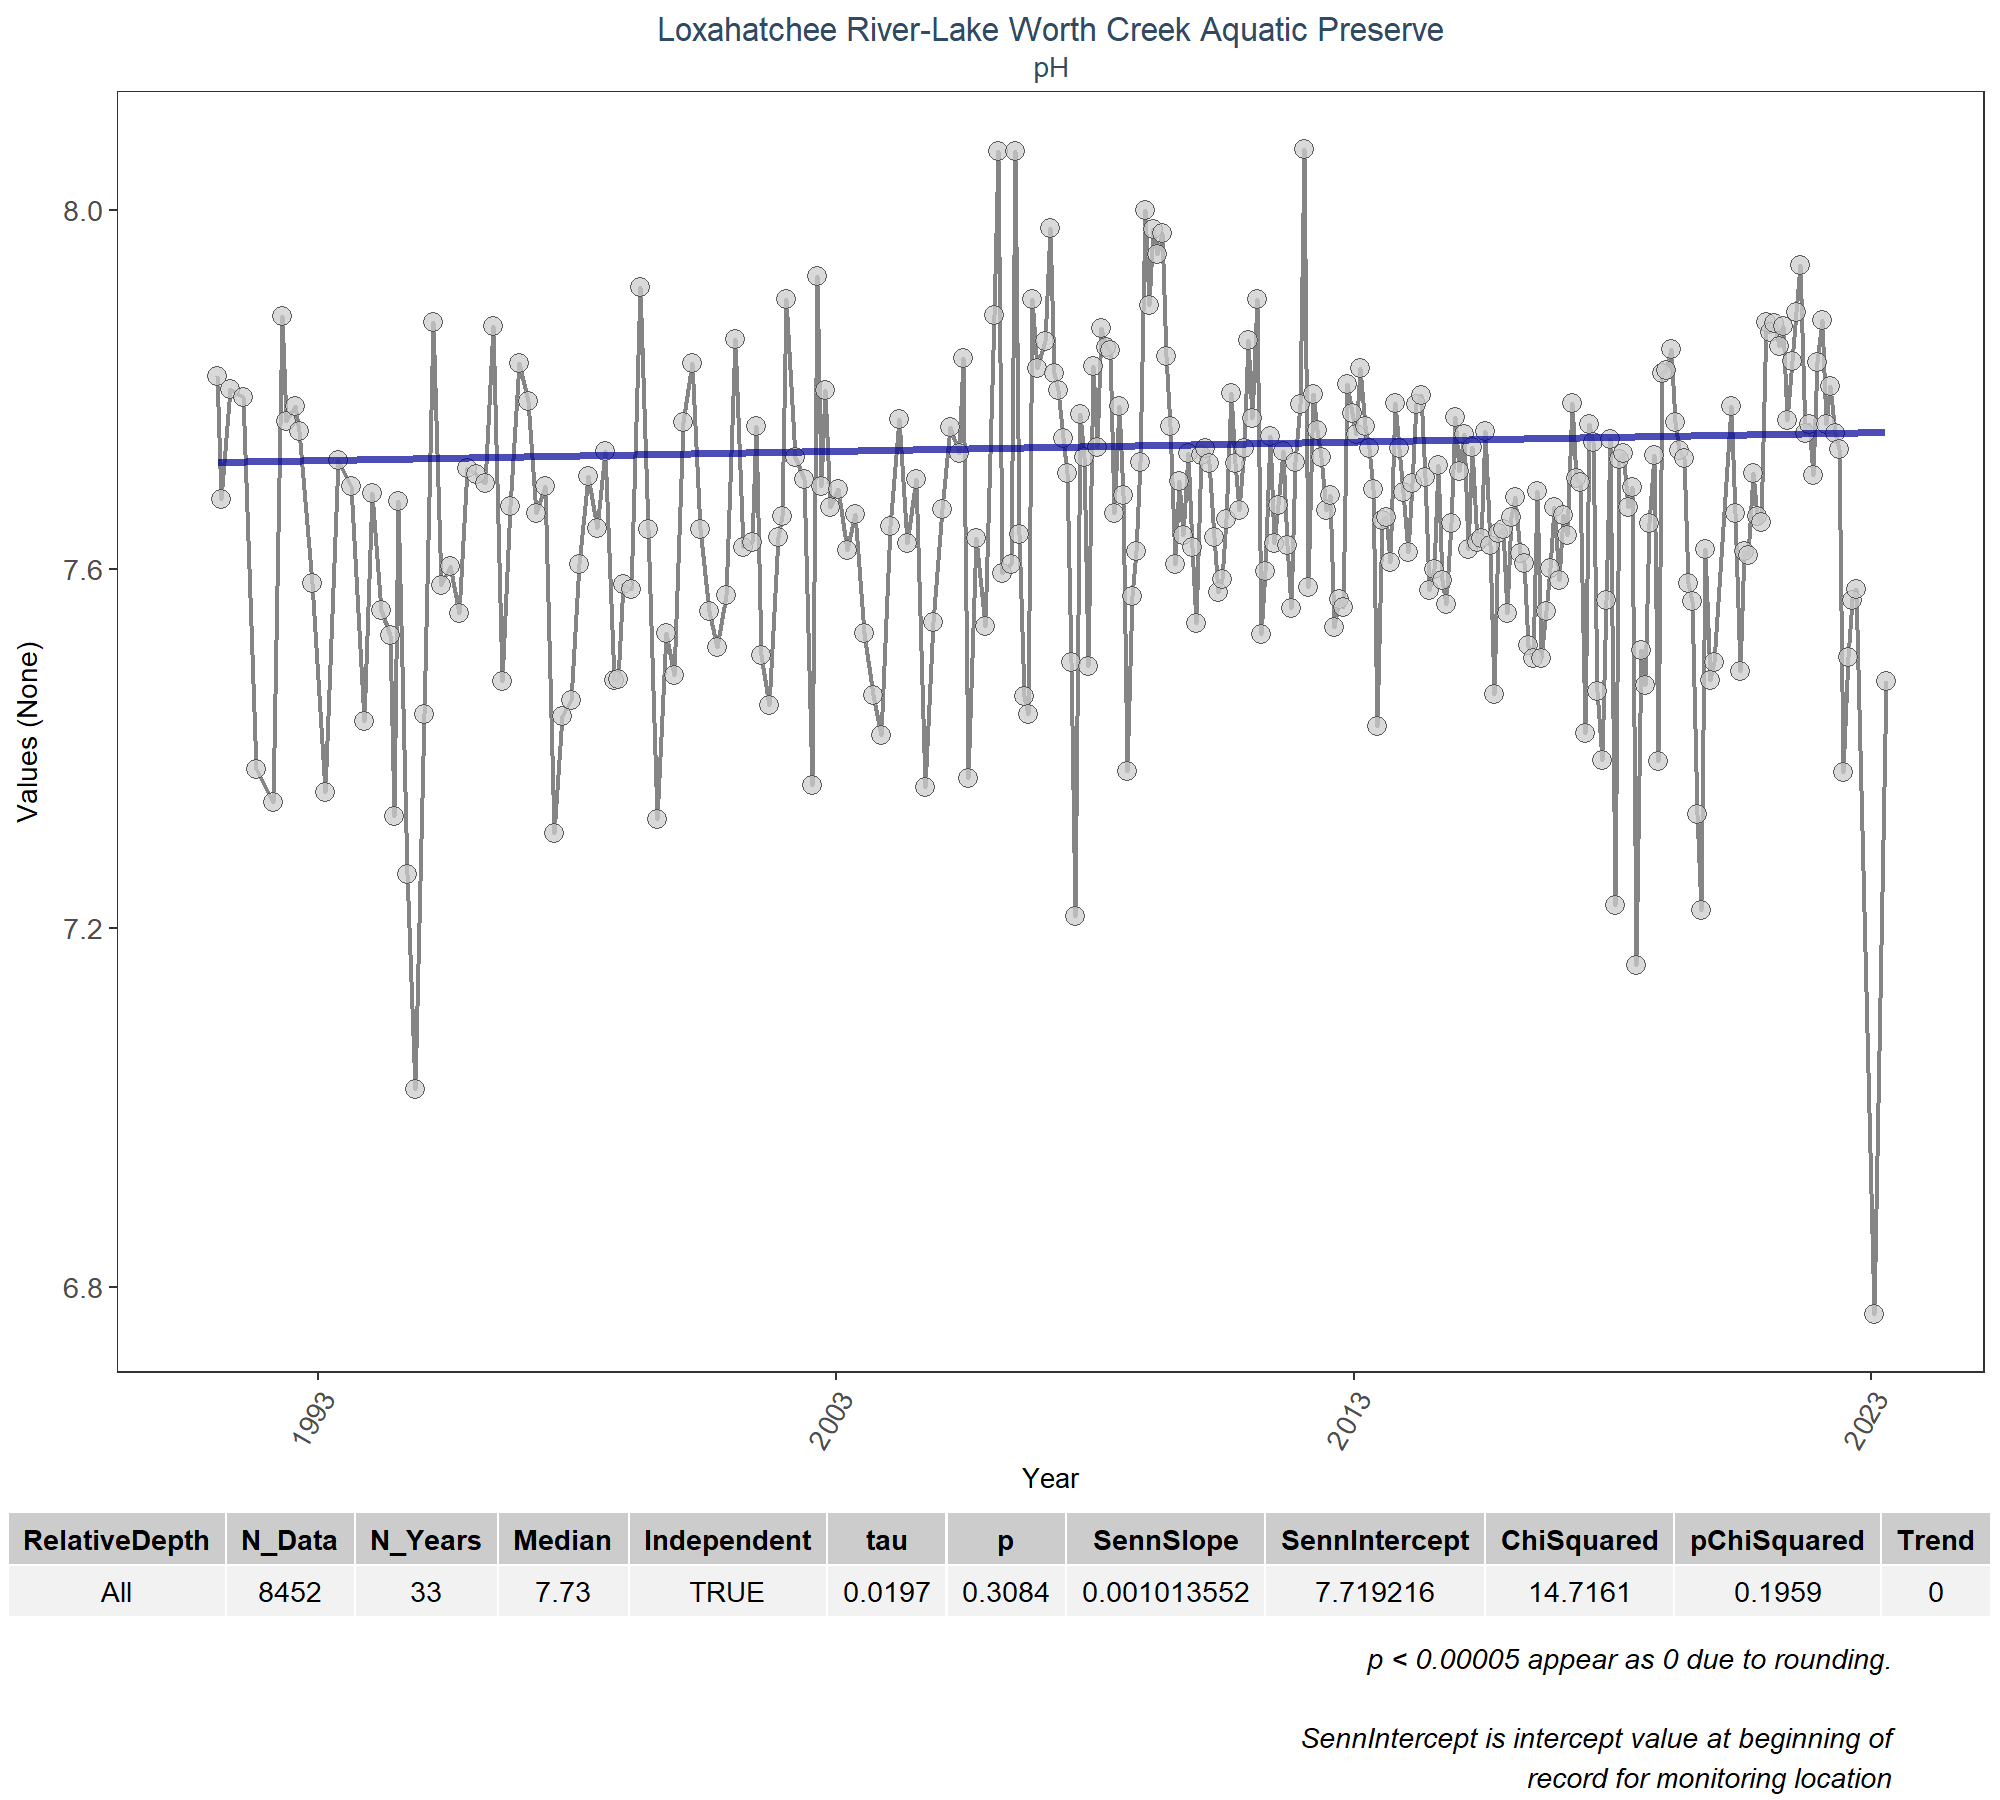 Loxahatchee River-Lake Worth Creek Aquatic Preserve
pH
Values (None)
8.0
7.6
7.2
6.8
1993
2003
2013
2023
Year
RelativeDepth N_Data N_Years Median Independent tau p SennSlope SennIntercept ChiSquared pChiSquared Trend
All 8452 33 7.73 TRUE 0.0197 0.3084 0.001013552 7.719216 14.7161 0.1959 0
p < 0.00005 appear as 0 due to rounding.
SennIntercept is intercept value at beginning of
record for monitoring location